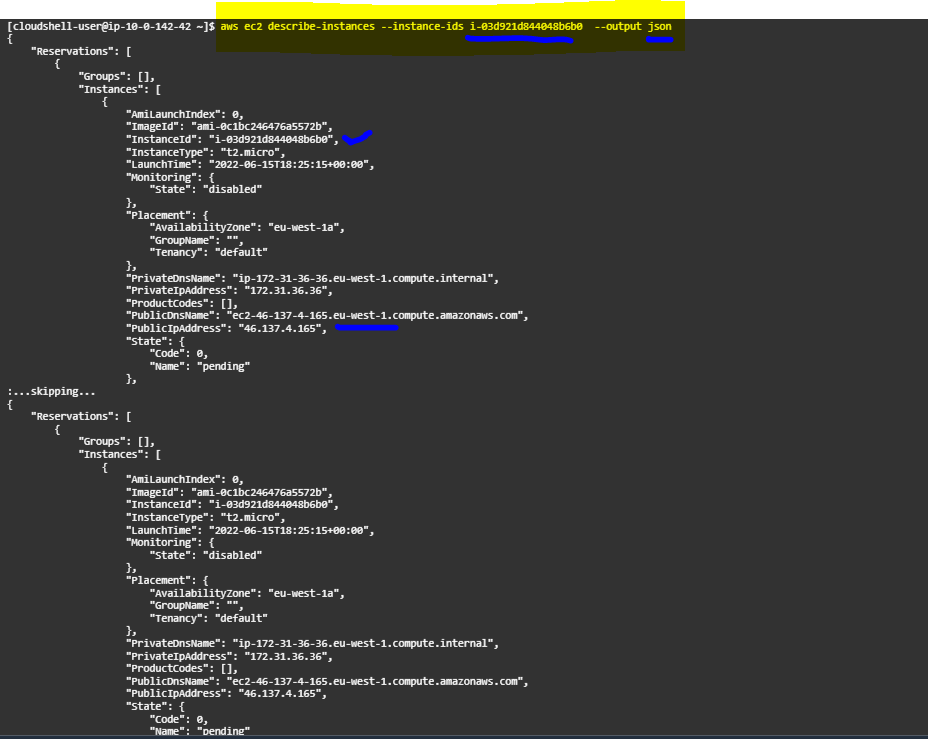 [cloudshell-user@ip-10-0-142-42 ~]$ aws ec2 describe-instances --instance-ids i-03d921d844048b6b0  --output json
{
    "Reservations": [
        {
            "Groups": [],
            "Instances": [
                {
                    "AmiLaunchIndex": 0,
                    "ImageId": "ami-0c1bc246476a5572b",
                    "InstanceId": "i-03d921d844048b6b0",
                    "InstanceType": "t2.micro",
                    "LaunchTime": "2022-06-15T18:25:15+00:00",
                    "Monitoring": {
                        "State": "disabled"
                    },
                    "Placement": {
                        "AvailabilityZone": "eu-west-1a",
                        "GroupName": "",
                        "Tenancy": "default"
                    },
                    "PrivateDnsName": "ip-172-31-36-36.eu-west-1.compute.internal",
                    "PrivateIpAddress": "172.31.36.36",
                    "ProductCodes": [],
                    "PublicDnsName": "ec2-46-137-4-165.eu-west-1.compute.amazonaws.com",
                    "PublicIpAddress": "46.137.4.165",
                    "State": {
                        "Code": 0,
                        "Name": "pending"
                    },
:...skipping...
{
    "Reservations": [
        {
            "Groups": [],
            "Instances": [
                {
                    "AmiLaunchIndex": 0,
                    "ImageId": "ami-0c1bc246476a5572b",
                    "InstanceId": "i-03d921d844048b6b0",
                    "InstanceType": "t2.micro",
                    "LaunchTime": "2022-06-15T18:25:15+00:00",
                    "Monitoring": {
                        "State": "disabled"
                    },
                    "Placement": {
                        "AvailabilityZone": "eu-west-1a",
                        "GroupName": "",
                        "Tenancy": "default"
                    },
                    "PrivateDnsName": "ip-172-31-36-36.eu-west-1.compute.internal",
                    "PrivateIpAddress": "172.31.36.36",
                    "ProductCodes": [],
                    "PublicDnsName": "ec2-46-137-4-165.eu-west-1.compute.amazonaws.com",
                    "PublicIpAddress": "46.137.4.165",
                    "State": {
                        "Code": 0,
                        "Name": "pending"